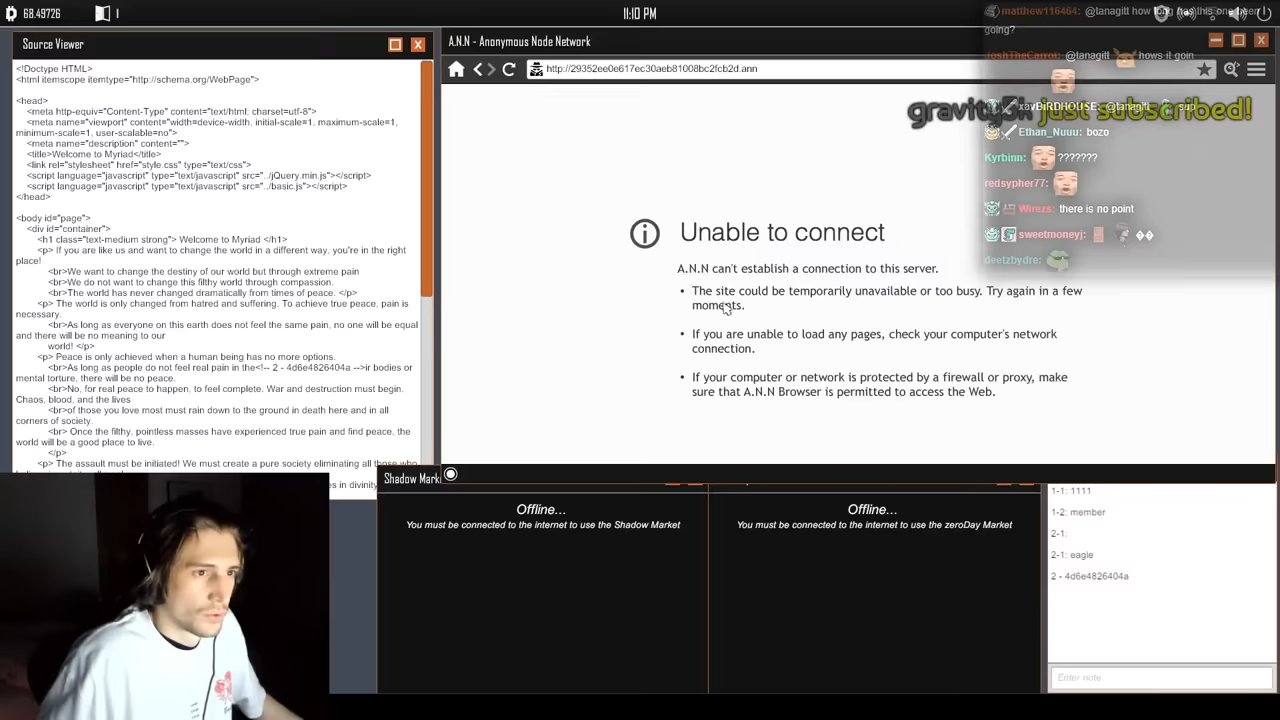 68.49726
1
11:10 PM
Source Viewer
<!Doctype HTML>
<html itemscope itemtype="http://schema.org/WebPage">
<head>
<meta http-equiv="Content-Type" content="text/html; charset=utf-8">
<meta name="viewport" content="width=device-width, initial-scale=1, maximum-scale=1,
minimum-scale=1, user-scalable=no">
<meta name="description" content="">
<title>Welcome to Myriad</title>
<link rel="stylesheet" href="style.css" type="text/css">
<script language="javascript" type="text/javascript" src="../jQuery.min.js"></script>
<script language="javascript" type="text/javascript" src="../basic.js"></script>
</head>
<body id="page">
<div id="container">
<h1 class="text-medium strong"> Welcome to Myriad </h1>
<p> If you are like us and want to change the world in a different way, you're in the right
place!
<br>We want to change the destiny of our world but through extreme pain
<br>We do not want to change this filthy world through compassion.
<br>The world has never changed dramatically from times of peace. </p>
<p> The world is only changed from hatred and suffering. To achieve true peace, pain is
necessary.
<br>As long as everyone on this earth does not feel the same pain, no one will be equal
and there will be no meaning to our
world! </p>
<p> Peace is only achieved when a human being has no more options.
<br>As long as people do not feel real pain in the<!-- 2 - 4d6e4826404a -->ir bodies or
mental torture, there will be no peace.
<br>No, for real peace to happen, to feel complete. War and destruction must begin.
Chaos, blood, and the lives
<br>of those you love most must rain down to the ground in death here and in all
corners of society.
<br> Once the filthy, pointless masses have experienced true pain and find peace, the
world will be a good place to live.
</p>
<p> The assault must be initiated! We must create a pure society eliminating all those who
es in divinity
A.N.N - Anonymous Node Network
http://29352ee0e617ec30aeb81008bc2fcb2d.ann
Unable to connect
A.N.N can't establish a connection to this server.
• The site could be temporarily unavailable or too busy. Try again in a few
moments.
• If you are unable to load any pages, check your computer's network
connection.
• If your computer or network is protected by a firewall or proxy, make
sure that A.N.N Browser is permitted to access the Web.
matthew116464: @tanagitt how long has this one been
going?
JoshTheCarrot: @tanagitt hows it goin
xavBiRDHOUSE: @tanagitt sup
gravity5k just subscribed!
Ethan_Nuuu: bozo
Kyrbinn: ???????
redsypher77:
Wirezs: there is no point
sweetmoneyj: ��
deetzbydre:
Shadow Mark
Offline...
You must be connected to the internet to use the Shadow Market
Offline...
You must be connected to the internet to use the zeroDay Market
1-1: 1111
1-2: member
2-1:
2-1: eagle
2 - 4d6e4826404a
Enter note